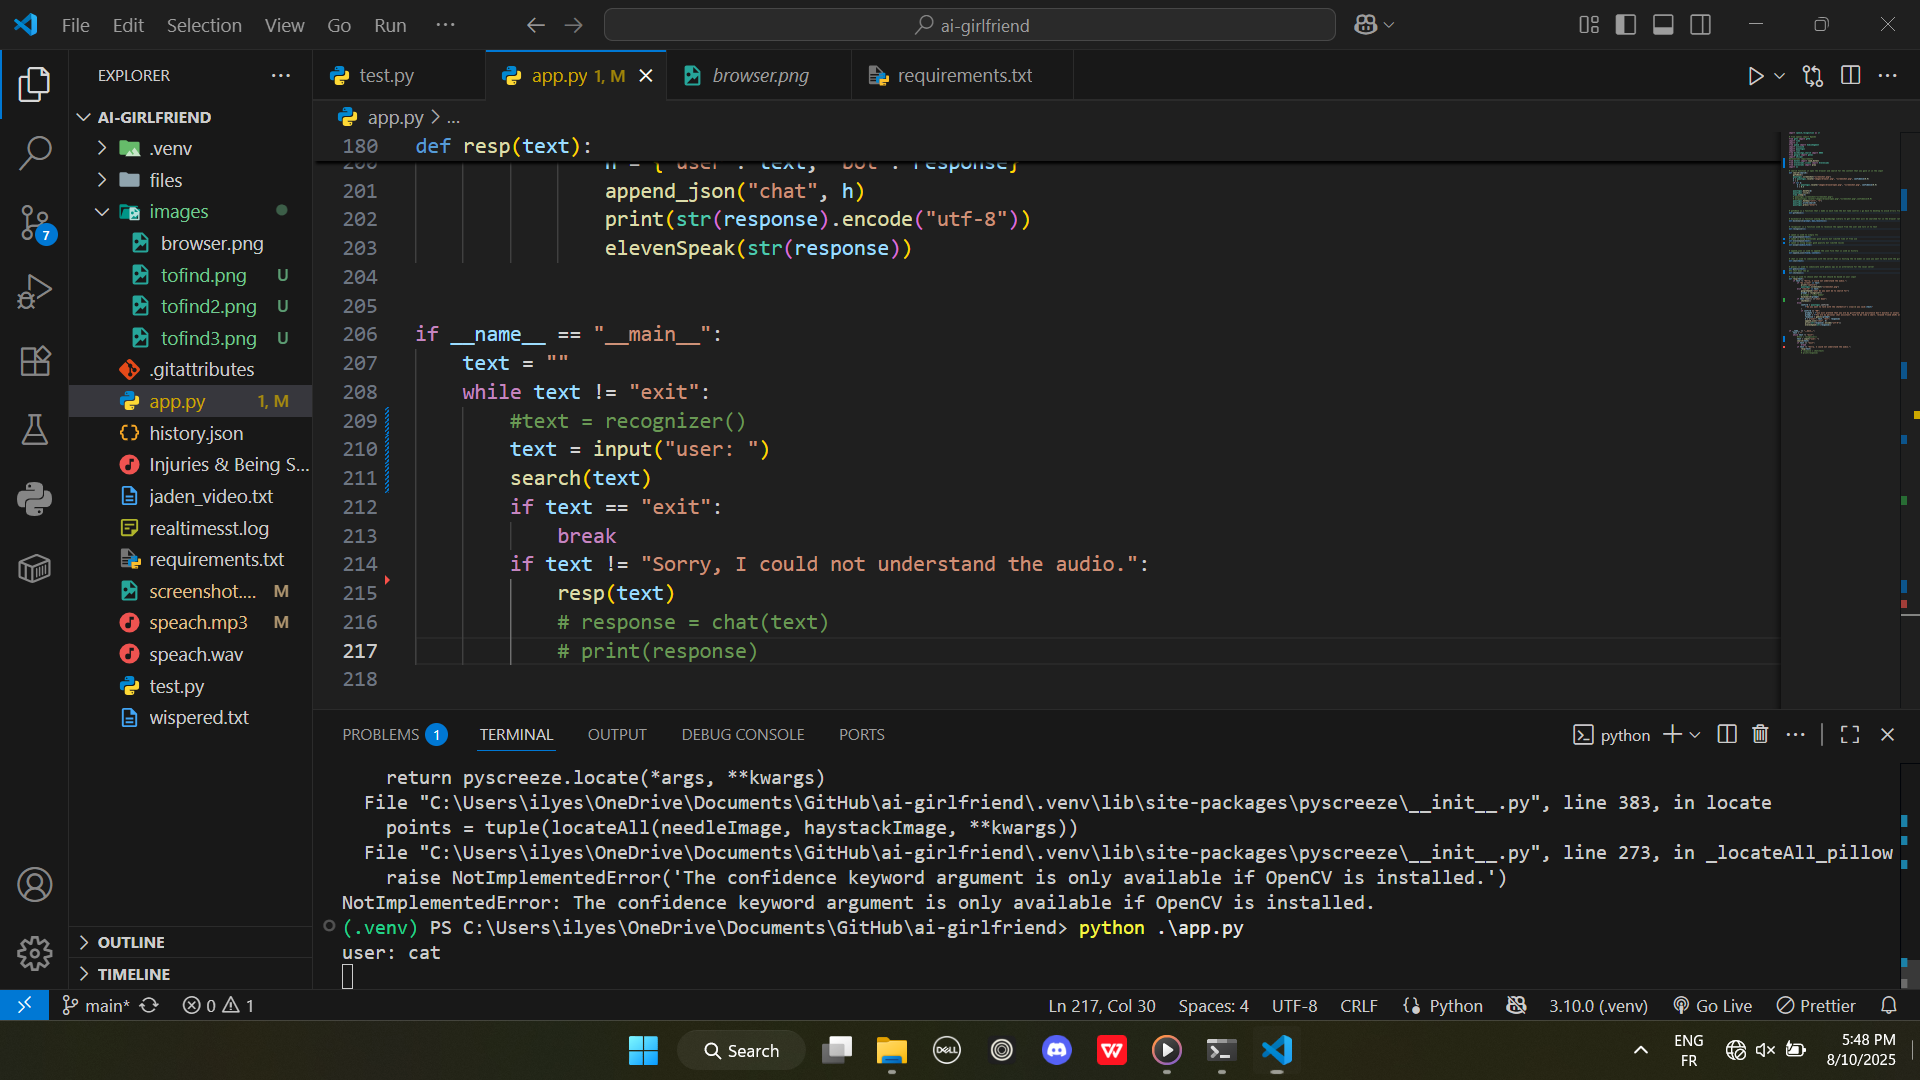 File Edit Selection View Go Run ...
ai-girlfriend
EXPLORER
test.py
app.py 1, M
browser.png
requirements.txt
app.py > ...
AI-GIRLFRIEND
.venv
files
images
browser.png
tofind.png U
tofind2.png U
tofind3.png U
.gitattributes
app.py 1, M
history.json
Injuries & Being S...
jaden_video.txt
realtimesst.log
requirements.txt
screenshot.... M
speach.mp3 M
speach.wav
test.py
wispered.txt
OUTLINE
TIMELINE
7
180 def resp(text):
200 h = {"user": text, "bot": response}
201 append_json("chat", h)
202 print(str(response).encode("utf-8"))
203 elevenSpeak(str(response))
204
205
206 if __name__ == "__main__":
207 text = ""
208 while text != "exit":
209 #text = recognizer()
210 text = input("user: ")
211 search(text)
212 if text == "exit":
213 break
214 if text != "Sorry, I could not understand the audio.":
215 resp(text)
216 # response = chat(text)
217 # print(response)
218
PROBLEMS 1 TERMINAL OUTPUT DEBUG CONSOLE PORTS
python
return pyscreeze.locate(*args, **kwargs)
File "C:\Users\ilyes\OneDrive\Documents\GitHub\ai-girlfriend\.venv\lib\site-packages\pyscreeze\__init__.py", line 383, in locate
points = tuple(locateAll(needleImage, haystackImage, **kwargs))
File "C:\Users\ilyes\OneDrive\Documents\GitHub\ai-girlfriend\.venv\lib\site-packages\pyscreeze\__init__.py", line 273, in _locateAll_pillow
raise NotImplementedError('The confidence keyword argument is only available if OpenCV is installed.')
NotImplementedError: The confidence keyword argument is only available if OpenCV is installed.
(.venv) PS C:\Users\ilyes\OneDrive\Documents\GitHub\ai-girlfriend> python .\app.py
user: cat
main* 0 1
Ln 217, Col 30 Spaces: 4 UTF-8 CRLF {} Python 3.10.0 (.venv) Go Live Prettier
Search
DELL
W
ENG
FR
5:48 PM
8/10/2025